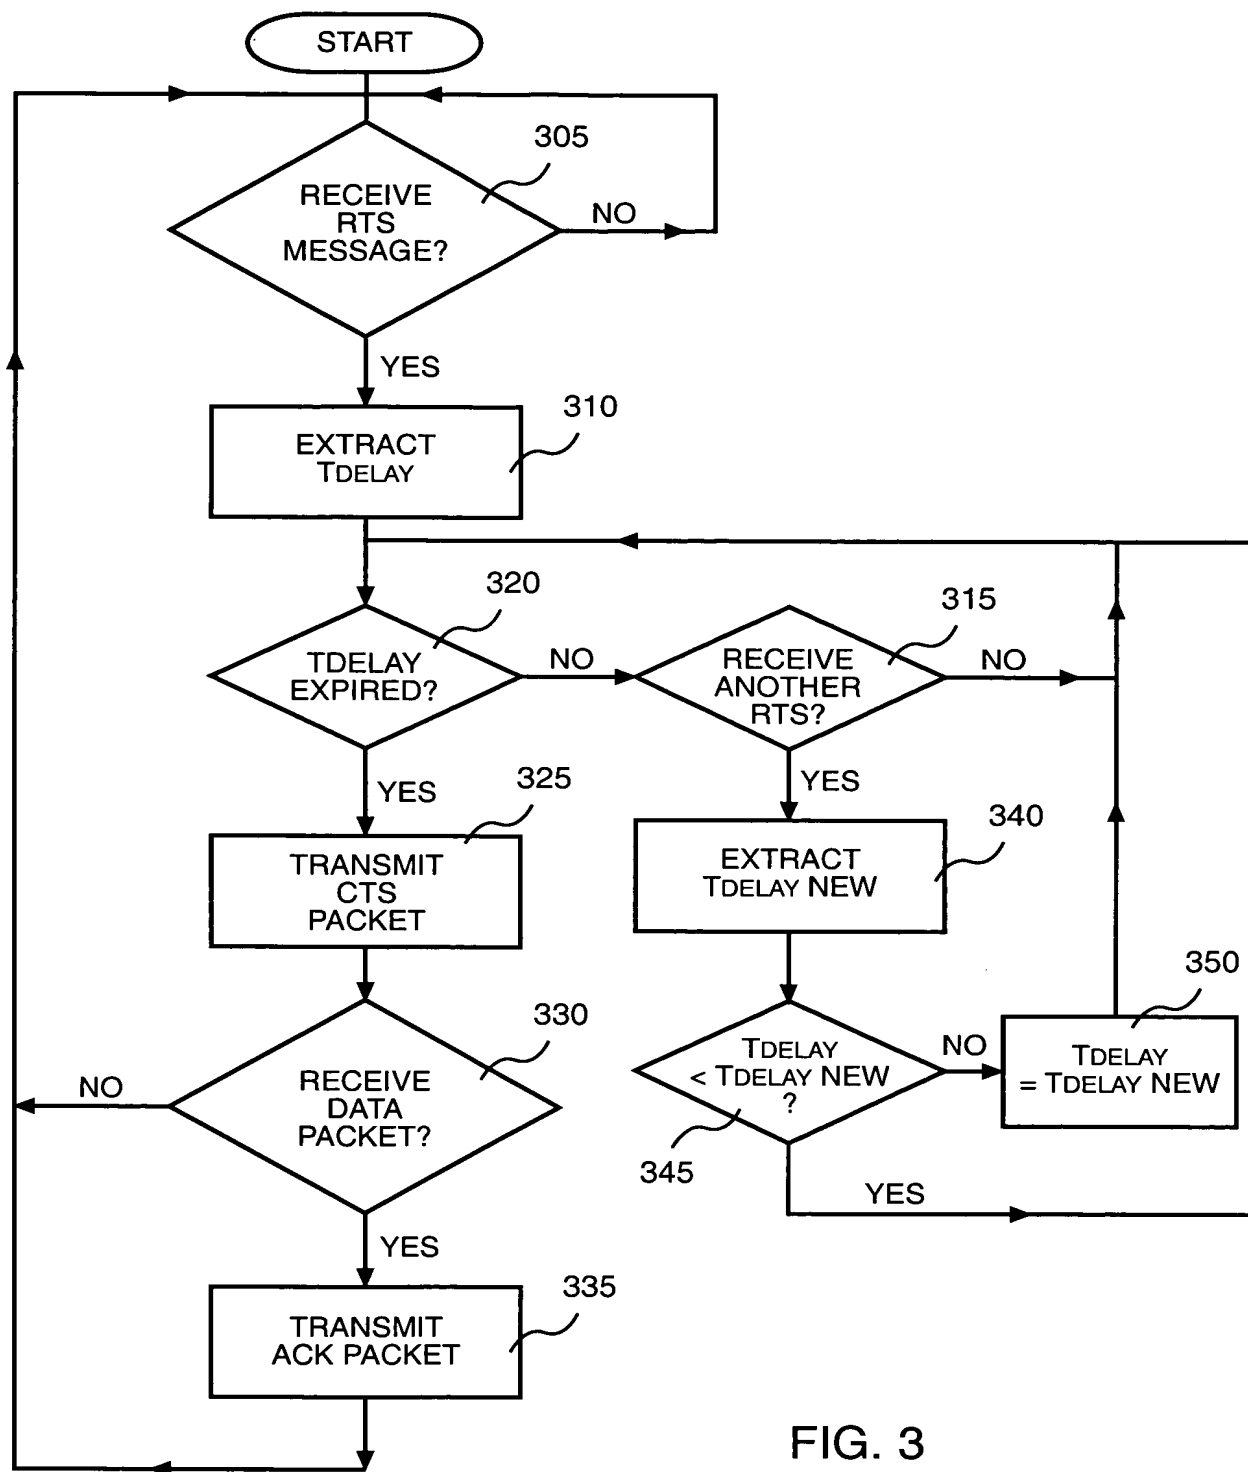 START
305
RECEIVE
RTS
MESSAGE?
NO
YES
310
EXTRACT
TDELAY
320
TDELAY
EXPIRED?
NO
315
RECEIVE
ANOTHER
RTS?
NO
YES
325
TRANSMIT
CTS
PACKET
YES
340
EXTRACT
TDELAY NEW
330
RECEIVE
DATA
PACKET?
NO
TDELAY
< TDELAY NEW
?
NO
345
YES
350
TDELAY
= TDELAY NEW
YES
335
TRANSMIT
ACK PACKET
FIG. 3